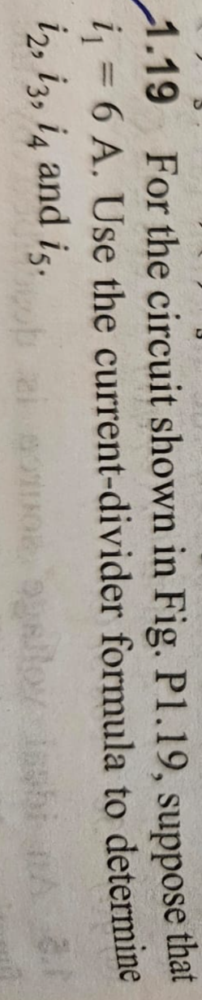 1.19 For the circuit shown in Fig. P1.19, suppose that
i₁ = 6 A. Use the current-divider formula to determine
i₂, i₃, i₄ and i₅.